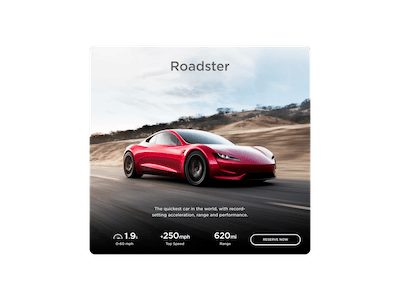 Roadster
The quickest car in the world, with record-
setting acceleration, range and performance.
1.9s
+250mph
620mi
0-60 mph
Top Speed
Range
RESERVE NOW